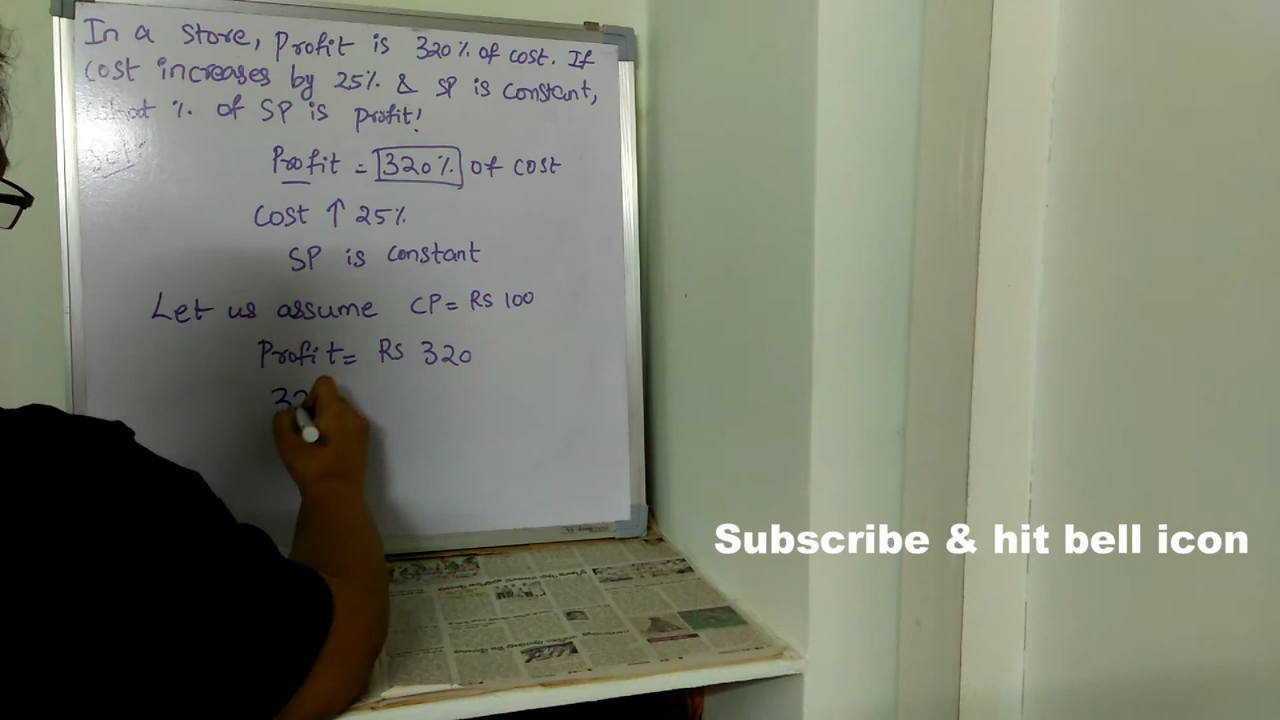 In a store, Profit is 320% of cost. If
cost increases by 25% & SP is constant,
% of SP is profit!
Profit = 320% of cost
cost ↑ 25%
SP is constant
Let us assume CP = Rs 100
Profit = Rs 320
32
Subscribe & hit bell icon